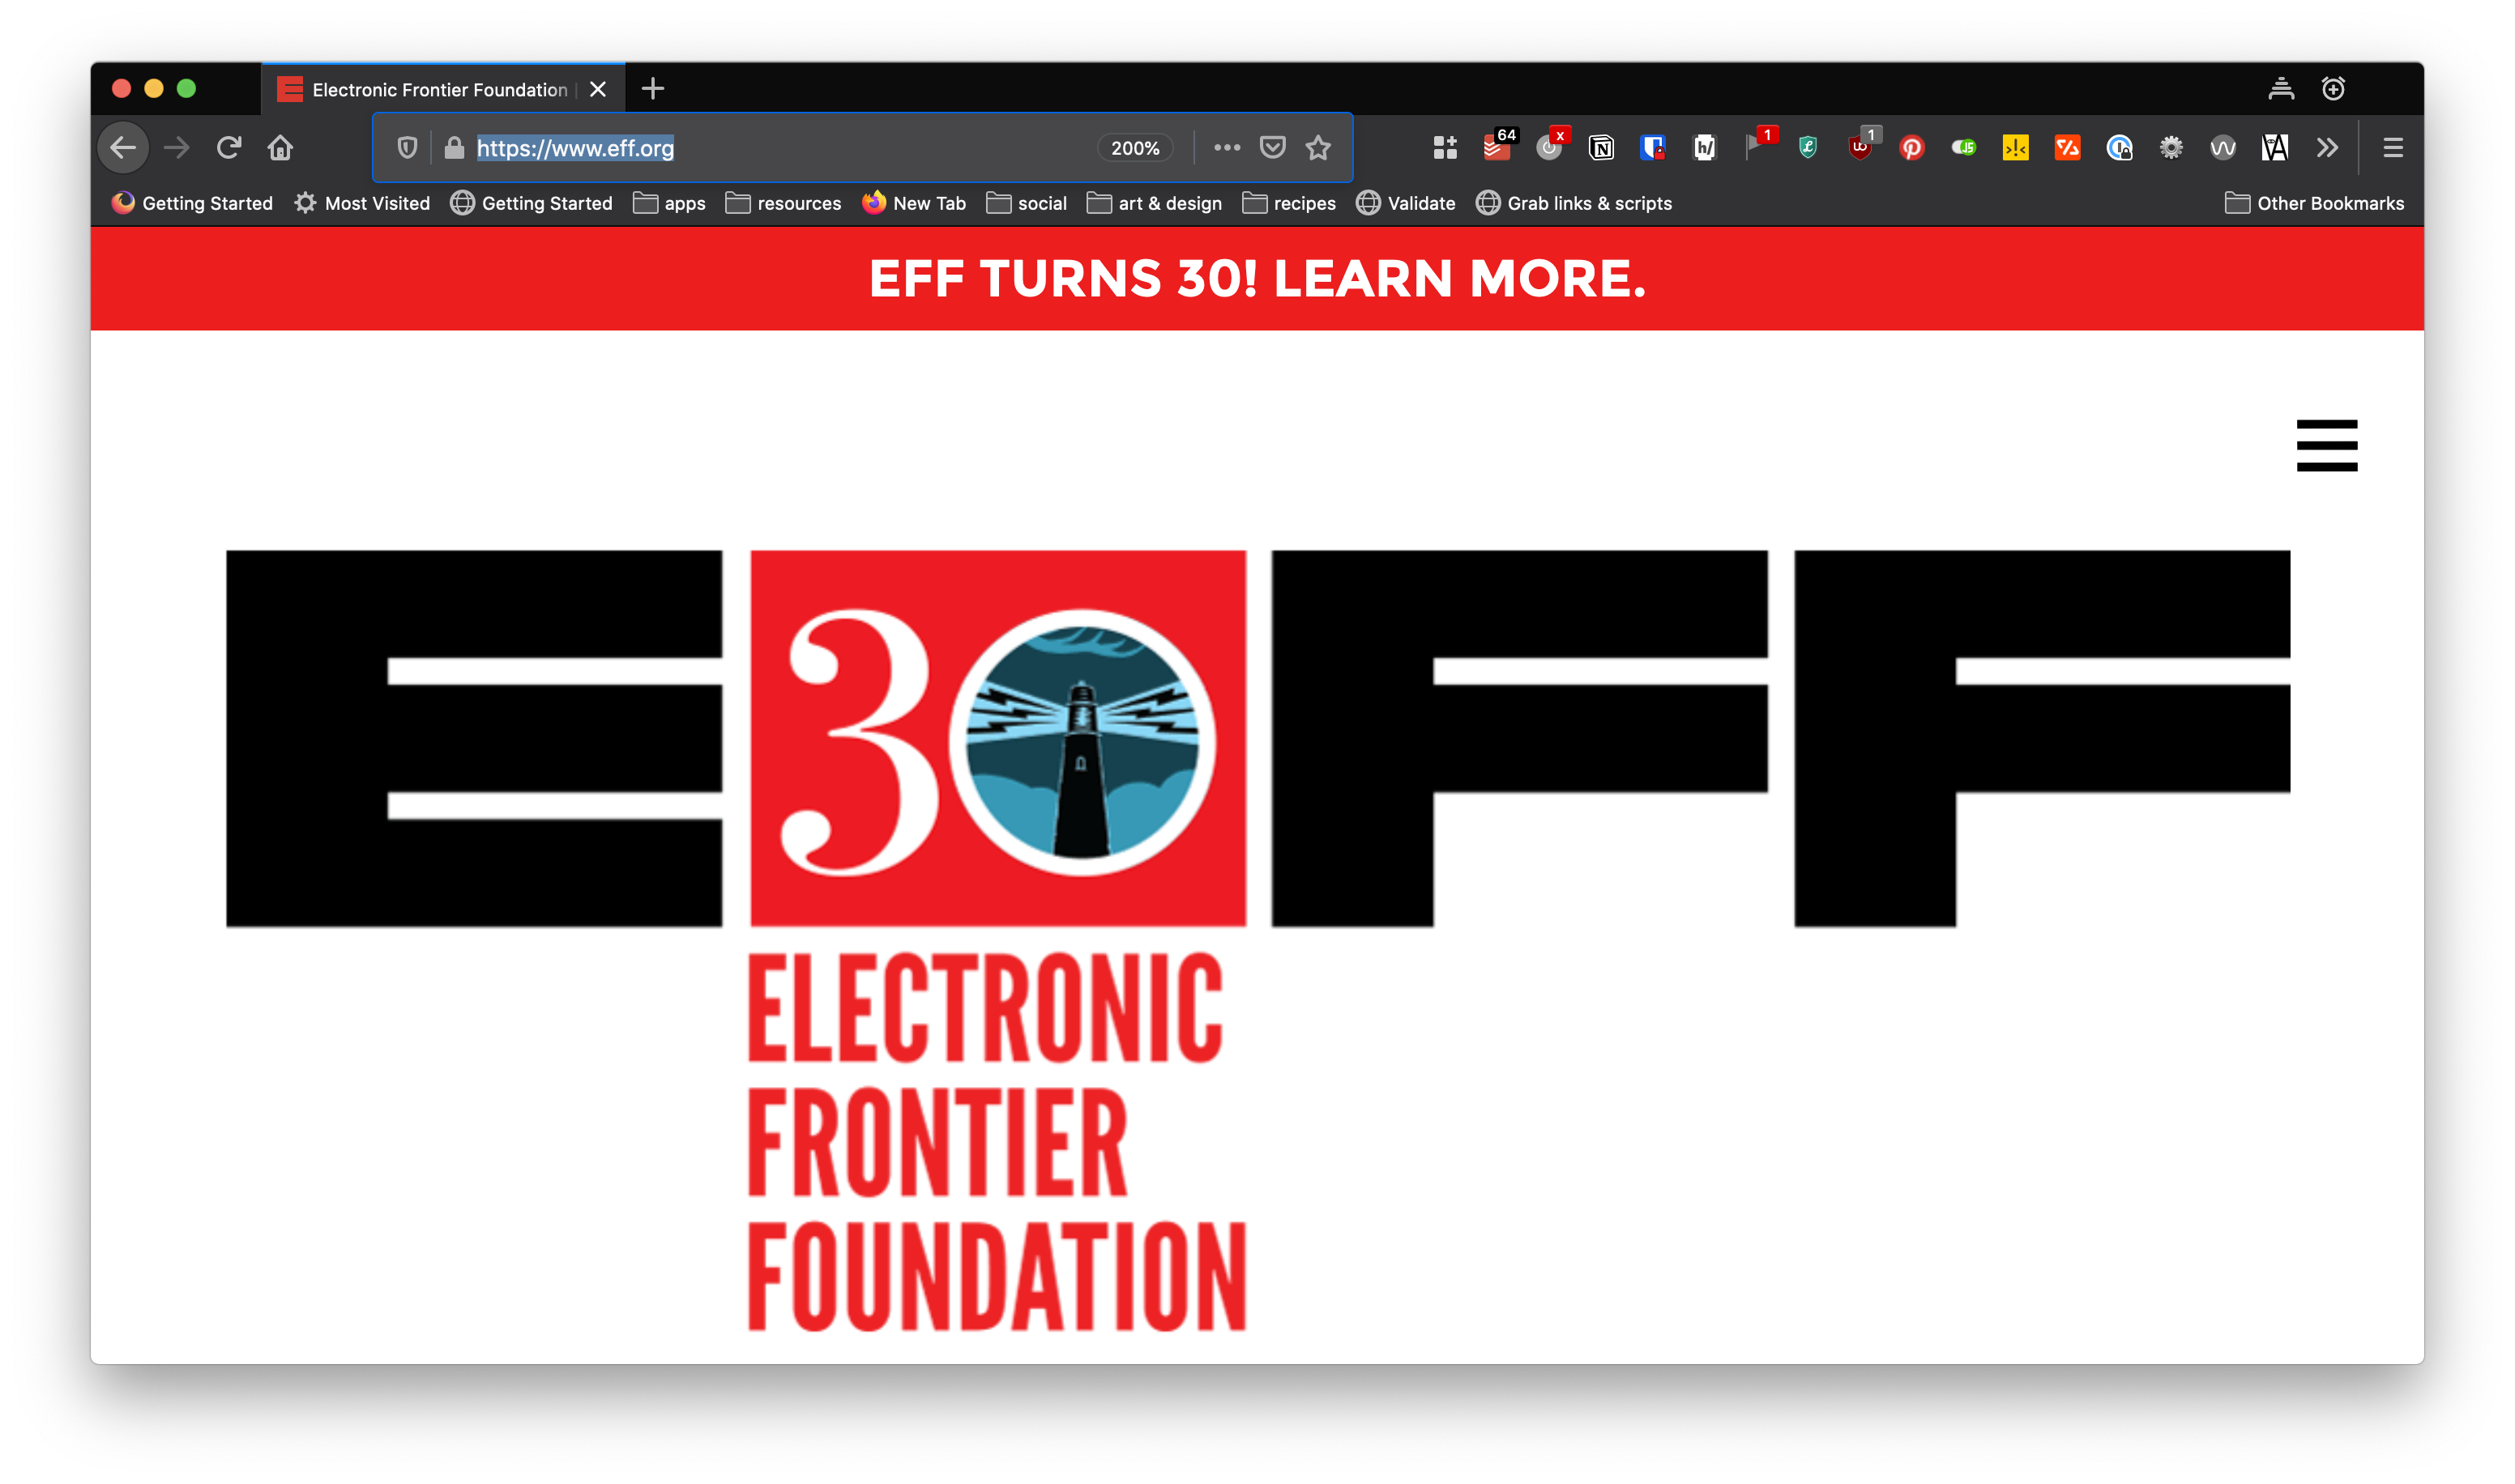 Electronic Frontier Foundation |
https://www.eff.org
200%
64
x
N
h/
1
1
JS
VA
Getting Started
Most Visited
Getting Started
apps
resources
New Tab
social
art & design
recipes
Validate
Grab links & scripts
Other Bookmarks
EFF TURNS 30! LEARN MORE.
E30FF
ELECTRONIC
FRONTIER
FOUNDATION